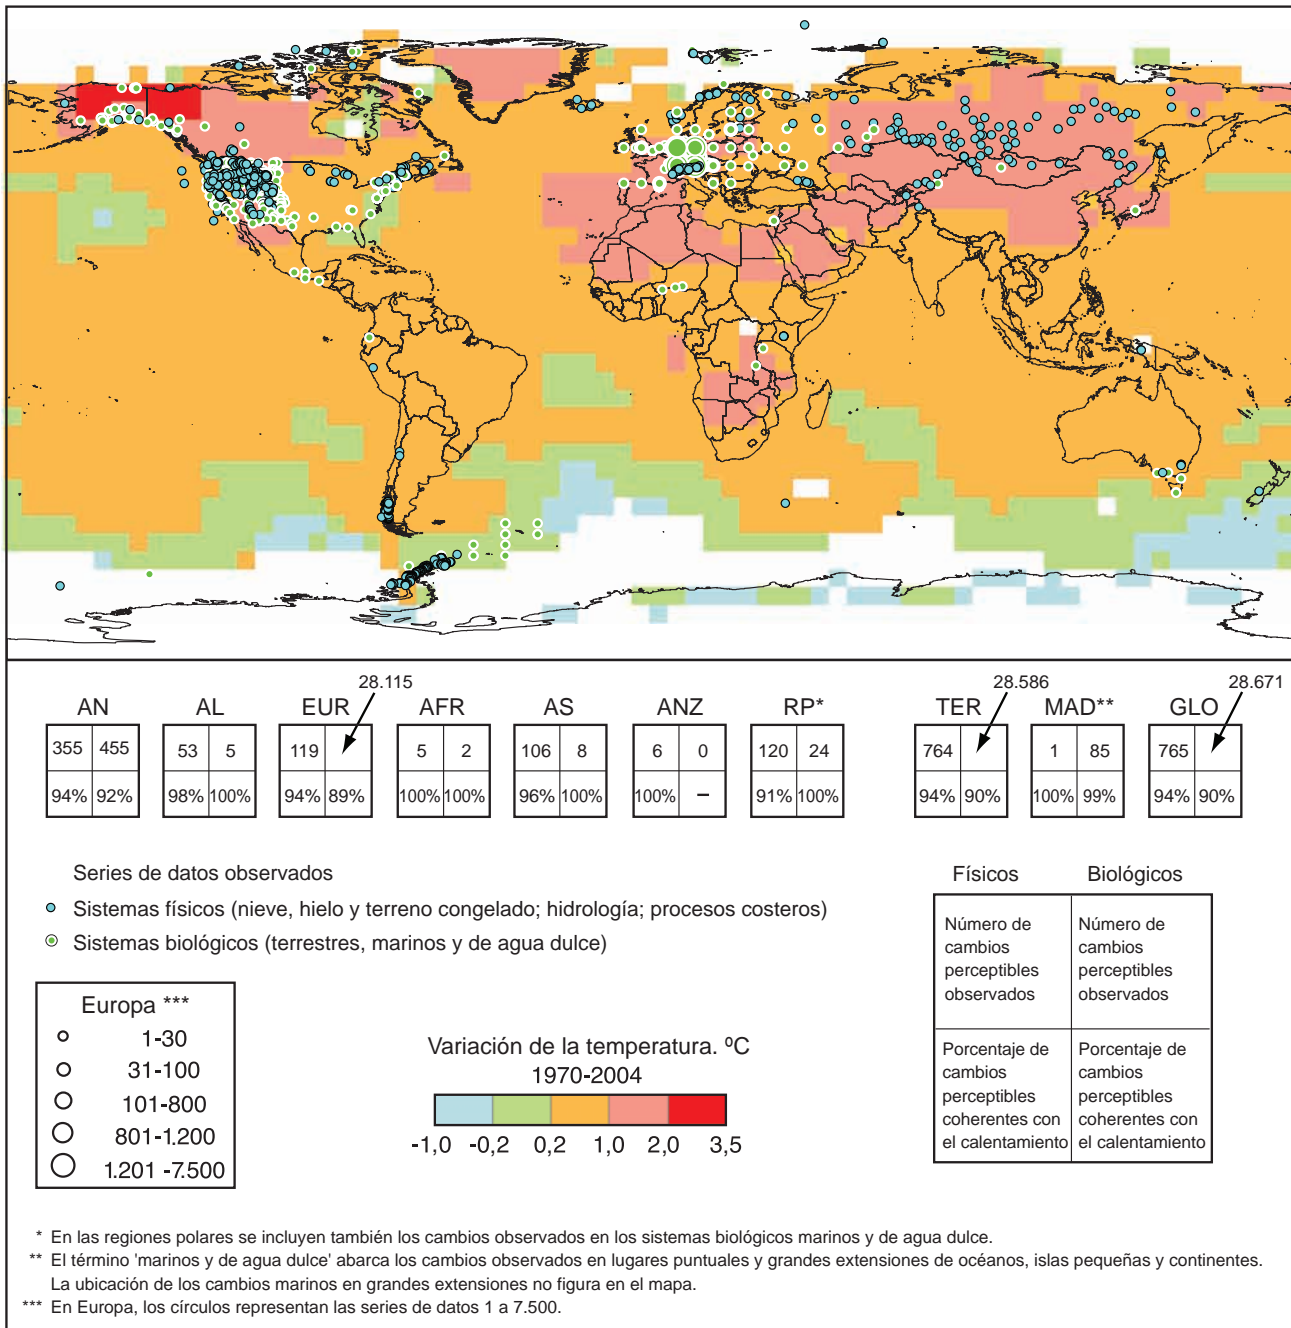 28.115
28.586
28.671
AN
AL
EUR
AFR
AS
ANZ
RP*
TER
MAD**
GLO
355 455
53 5
119
5 2
106 8
6 0
120 24
764
1 85
765
94% 92%
98% 100%
94% 89%
100% 100%
96% 100%
100% –
91% 100%
94% 90%
100% 99%
94% 90%
Series de datos observados
Sistemas físicos (nieve, hielo y terreno congelado; hidrología; procesos costeros)
Sistemas biológicos (terrestres, marinos y de agua dulce)
Físicos
Biológicos
Número de
cambios
perceptibles
observados
Número de
cambios
perceptibles
observados
Porcentaje de
cambios
perceptibles
coherentes con
el calentamiento
Porcentaje de
cambios
perceptibles
coherentes con
el calentamiento
Europa ***
1-30
31-100
101-800
801-1.200
1.201 -7.500
Variación de la temperatura. ºC
1970-2004
-1,0 -0,2 0,2 1,0 2,0 3,5
* En las regiones polares se incluyen también los cambios observados en los sistemas biológicos marinos y de agua dulce.
** El término 'marinos y de agua dulce' abarca los cambios observados en lugares puntuales y grandes extensiones de océanos, islas pequeñas y continentes.
La ubicación de los cambios marinos en grandes extensiones no figura en el mapa.
*** En Europa, los círculos representan las series de datos 1 a 7.500.